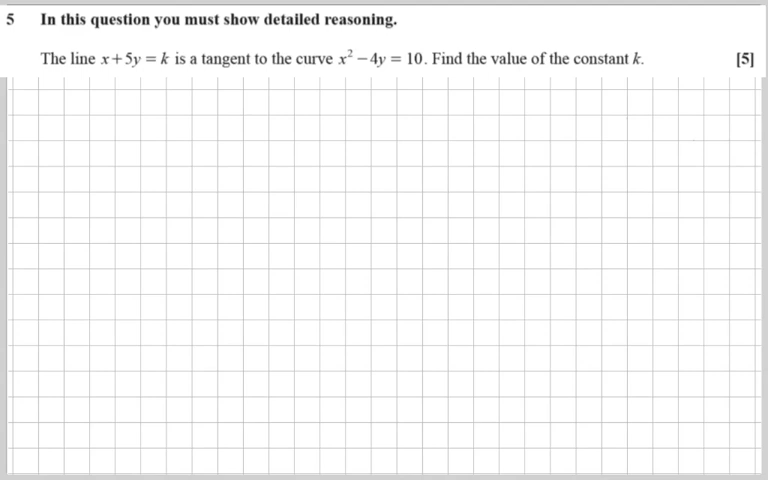 5 In this question you must show detailed reasoning.
The line x + 5y = k is a tangent to the curve x² − 4y = 10. Find the value of the constant k. [5]